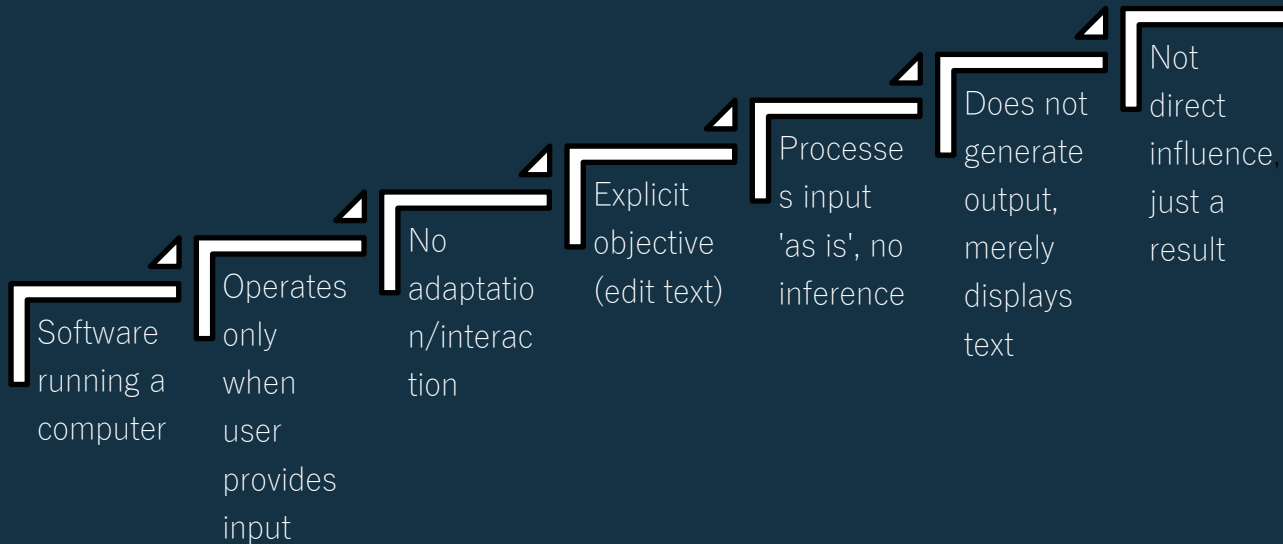 Software
running a
computer
Operates
only
when
user
provides
input
No
adaptatio
n/interac
tion
Explicit
objective
(edit text)
Processe
s input
'as is', no
inference
Does not
generate
output,
merely
displays
text
Not
direct
influence,
just a
result